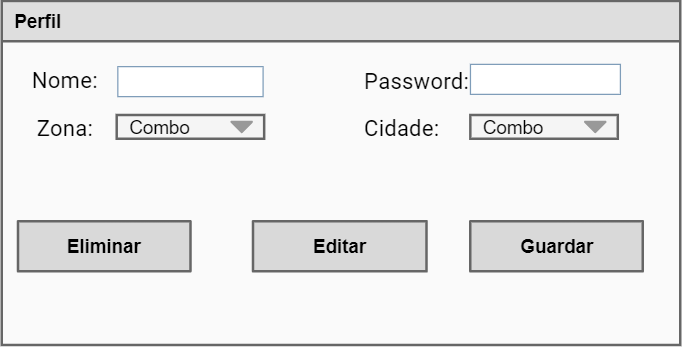 Perfil
Nome: Password:
Zona: Combo Cidade: Combo
Eliminar Editar Guardar